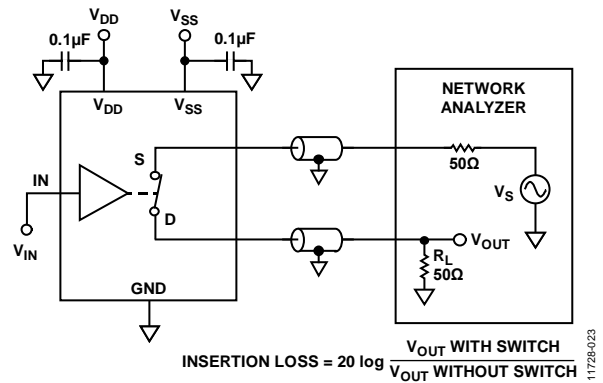 VDD
VSS
0.1µF
0.1µF
VDD
VSS
NETWORK
ANALYZER
S
50Ω
IN
VS
D
VOUT
VIN
RL
50Ω
GND
INSERTION LOSS = 20 log VOUT WITH SWITCH
VOUT WITHOUT SWITCH
11728-023